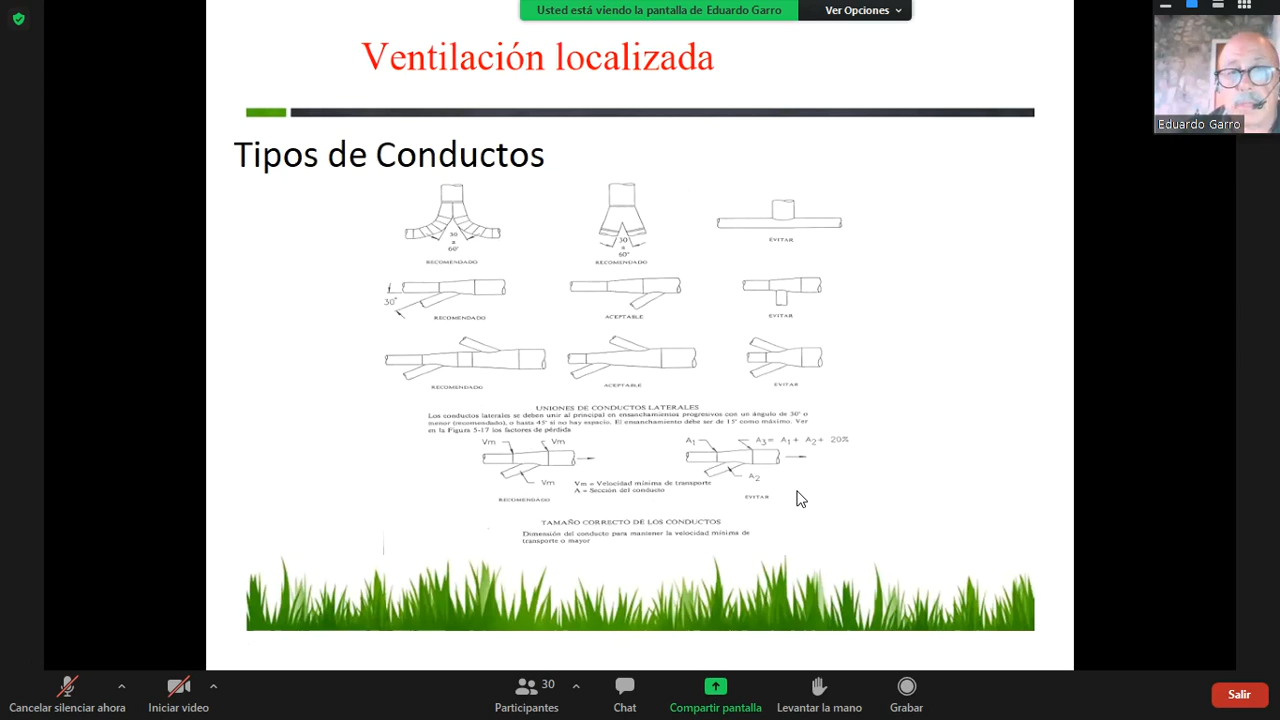 Usted está viendo la pantalla de Eduardo Garro
Ver Opciones
Ventilación localizada
Eduardo Garro
Tipos de Conductos
30
a
60°
RECOMENDADO
30
a
60°
RECOMENDADO
EVITAR
30°
RECOMENDADO
ACEPTABLE
EVITAR
RECOMENDADO
ACEPTABLE
EVITAR
UNIONES DE CONDUCTOS LATERALES
Los conductos laterales se deben unir al principal en ensanchamientos progresivos con un ángulo de 30° o
menor (recomendado), o hasta 45° si no hay espacio. El ensanchamiento debe ser de 15° como máximo. Ver
en la Figura 5-17 los factores de pérdida
Vm
Vm
Vm
RECOMENDADO
Vm = Velocidad mínima de transporte
A = Sección del conducto
A1
A3= A1+ A2+ 20%
A2
EVITAR
TAMAÑO CORRECTO DE LOS CONDUCTOS
Dimensión del conducto para mantener la velocidad mínima de
transporte o mayor
Cancelar silenciar ahora
Iniciar video
30
Participantes
Chat
Compartir pantalla
Levantar la mano
Grabar
Salir